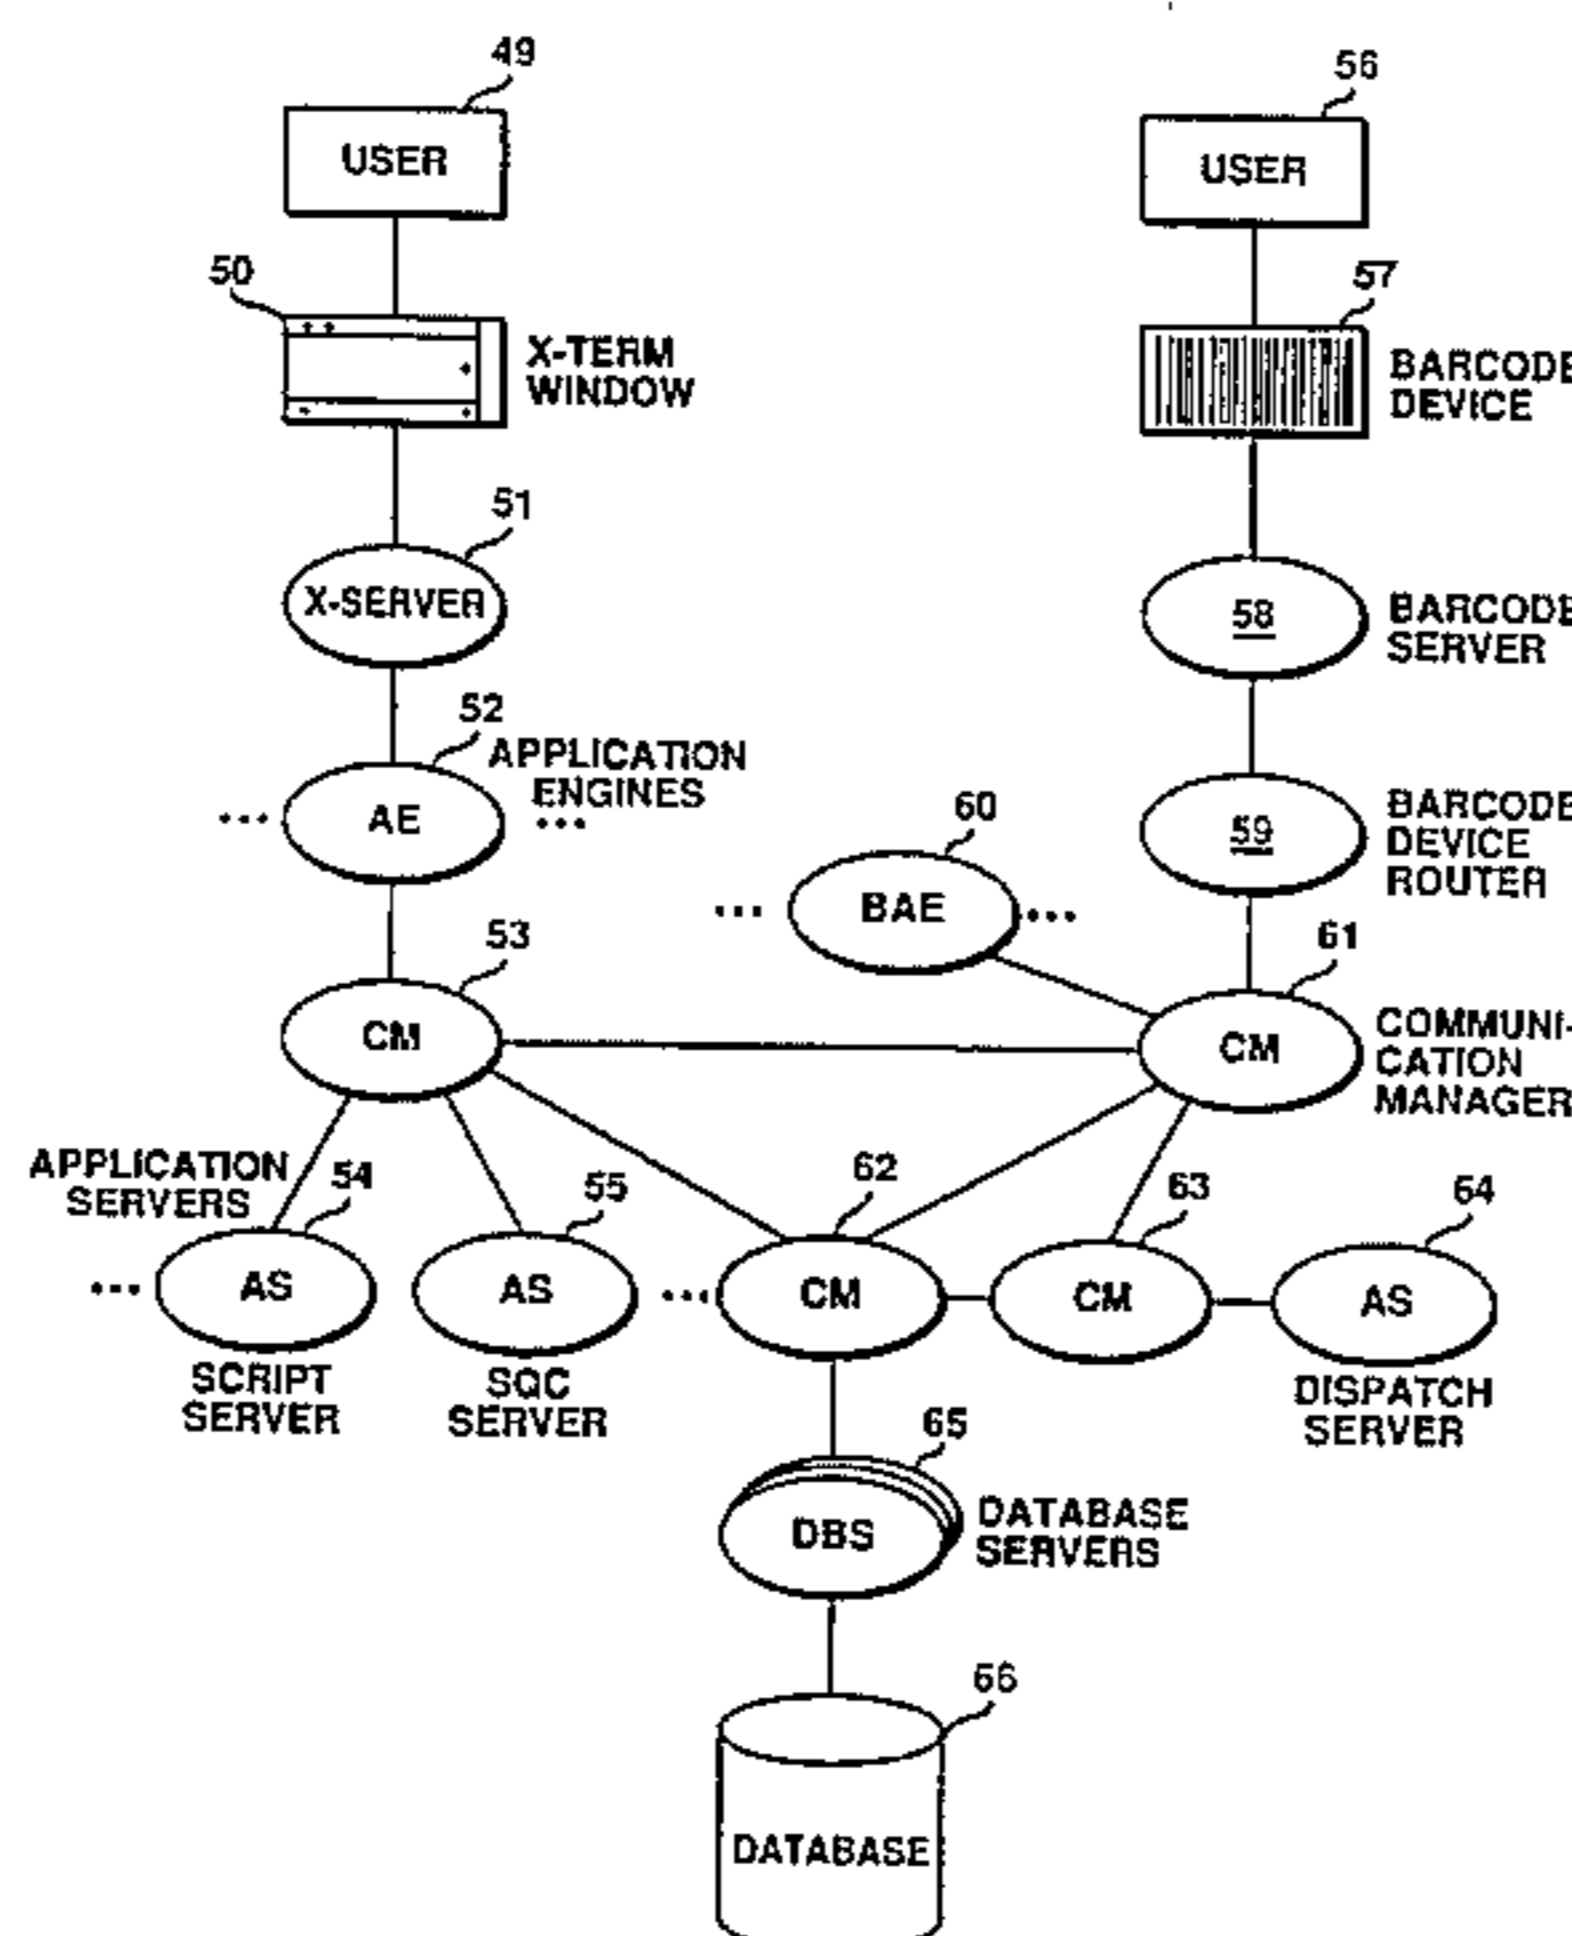 49
56
USER
USER
50
57
X-TERM
WINDOW
BARCODE
DEVICE
51
X-SERVER
58
BARCODE
SERVER
52
APPLICATION
ENGINES
... AE ...
60
59
BARCODE
DEVICE
ROUTER
... BAE ...
53
61
CM
CM
COMMUNI-
CATION
MANAGER
APPLICATION
SERVERS
54
55
62
63
64
... AS
AS ...
CM
CM
AS
SCRIPT
SERVER
SQC
SERVER
DISPATCH
SERVER
65
DBS
DATABASE
SERVERS
66
DATABASE